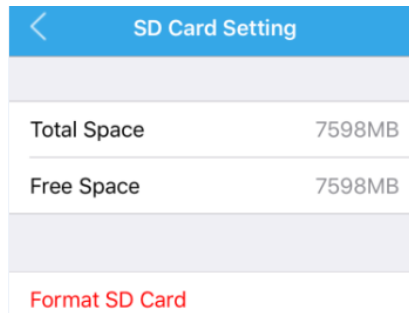 SD Card Setting
Total Space 7598MB
Free Space 7598MB
Format SD Card